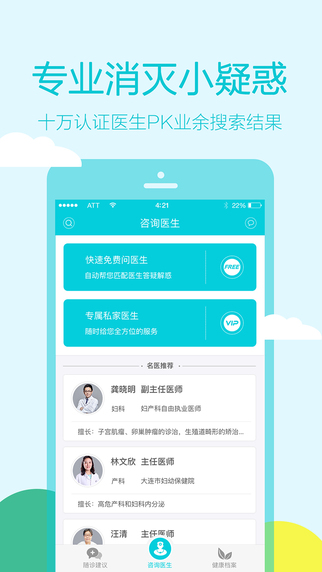 专业消灭小疑惑
十万认证医生PK业余搜索结果
ATT 4:21 22%
咨询医生
快速免费问医生
自动帮您匹配医生答疑解惑
FREE
专属私家医生
随时给您全方位的服务
VIP
名医推荐
龚晓明 副主任医师
妇科 妇产科自由执业医师
擅长：子宫肌瘤、卵巢肿瘤的诊治，生殖道畸形的矫治...
林文欣 主任医师
产科 大连市妇幼保健院
擅长：高危产科和妇科内分泌
汪清 主任医师
随诊建议 咨询医生 健康档案